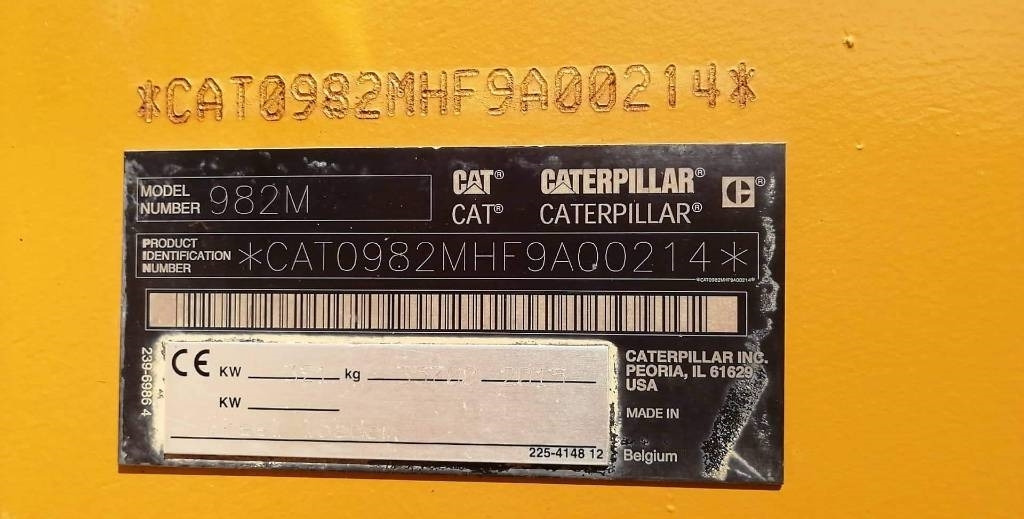 *CAT0982MHF9A00214*
MODEL NUMBER 982M
CAT® CATERPILLAR® C®
CAT® CATERPILLAR®
PRODUCT IDENTIFICATION NUMBER *CAT0982MHF9A00214*
*CAT0982MHF9A00214*
239-6986 4
CE KW kg
KW
225-4148 12
CATERPILLAR INC.
PEORIA, IL 61629
USA
MADE IN
Belgium